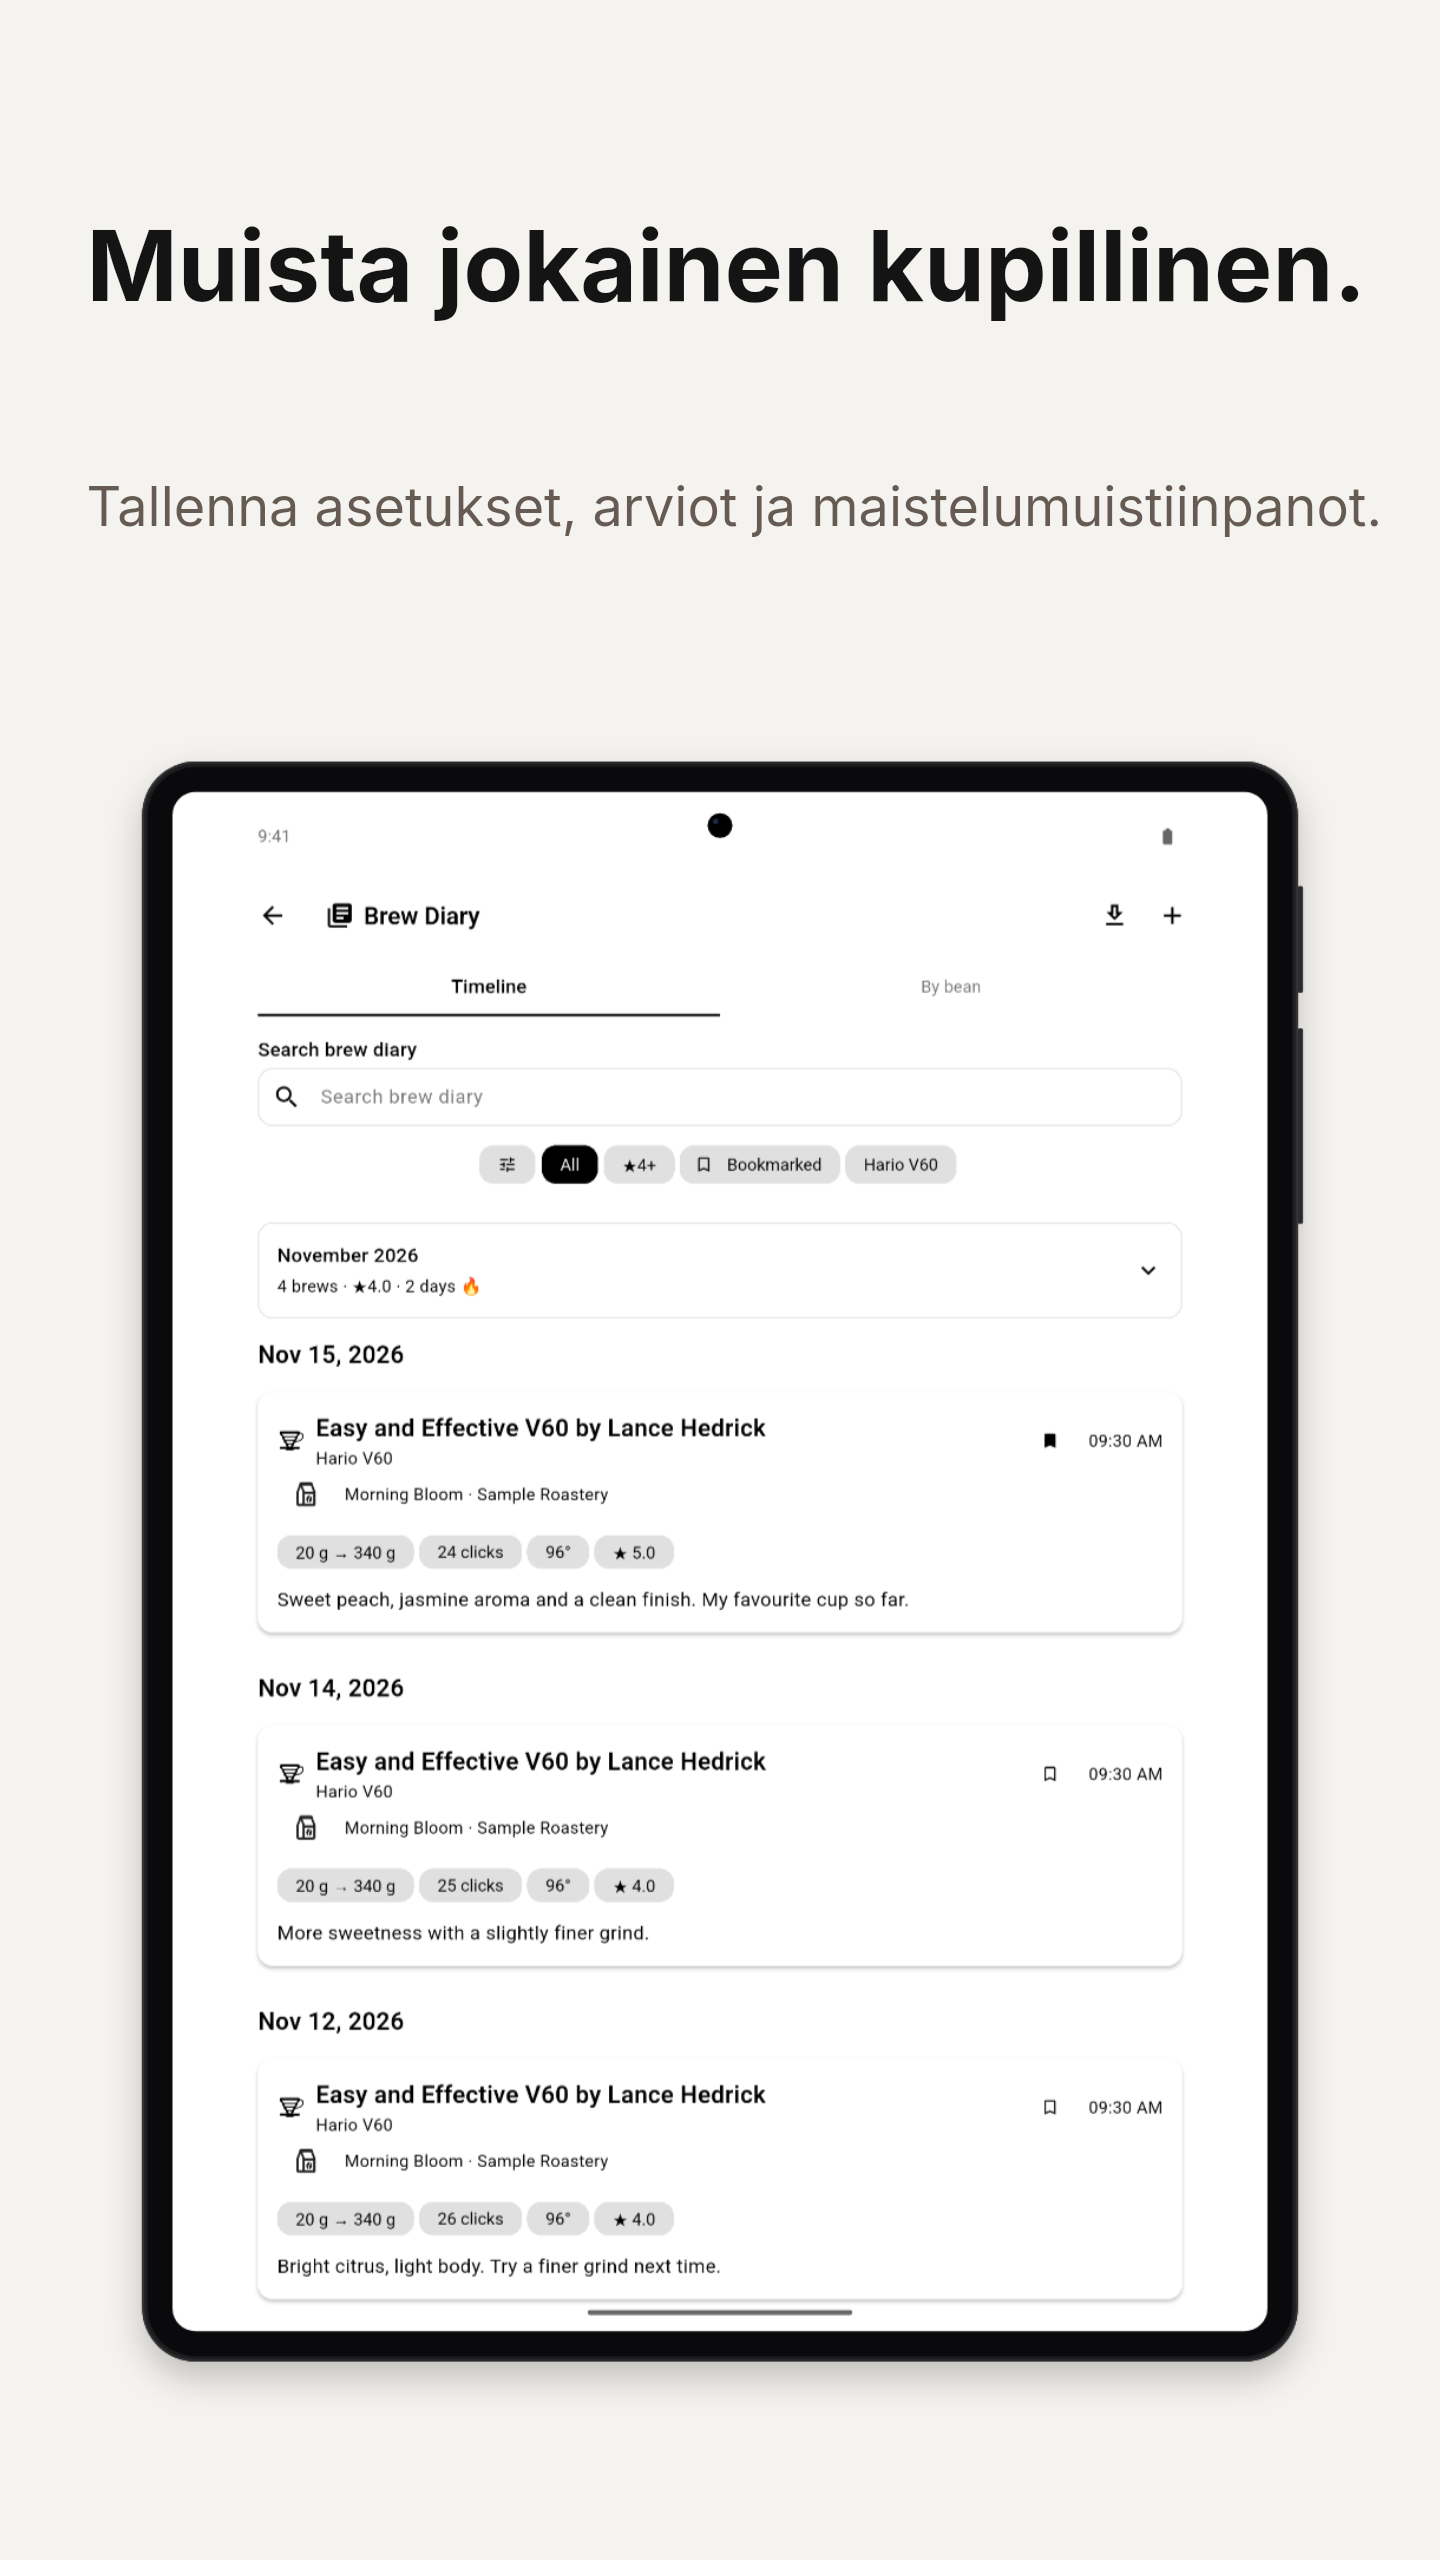 Muista jokainen kupillinen.
Tallenna asetukset, arviot ja maistelumuistiinpanot.
9:41
Brew Diary
Timeline
By bean
Search brew diary
Search brew diary
All
★4+
Bookmarked
Hario V60
November 2026
4 brews · ★4.0 · 2 days 🔥
Nov 15, 2026
Easy and Effective V60 by Lance Hedrick
09:30 AM
Hario V60
Morning Bloom · Sample Roastery
20 g → 340 g
24 clicks
96°
★ 5.0
Sweet peach, jasmine aroma and a clean finish. My favourite cup so far.
Nov 14, 2026
Easy and Effective V60 by Lance Hedrick
09:30 AM
Hario V60
Morning Bloom · Sample Roastery
20 g → 340 g
25 clicks
96°
★ 4.0
More sweetness with a slightly finer grind.
Nov 12, 2026
Easy and Effective V60 by Lance Hedrick
09:30 AM
Hario V60
Morning Bloom · Sample Roastery
20 g → 340 g
26 clicks
96°
★ 4.0
Bright citrus, light body. Try a finer grind next time.